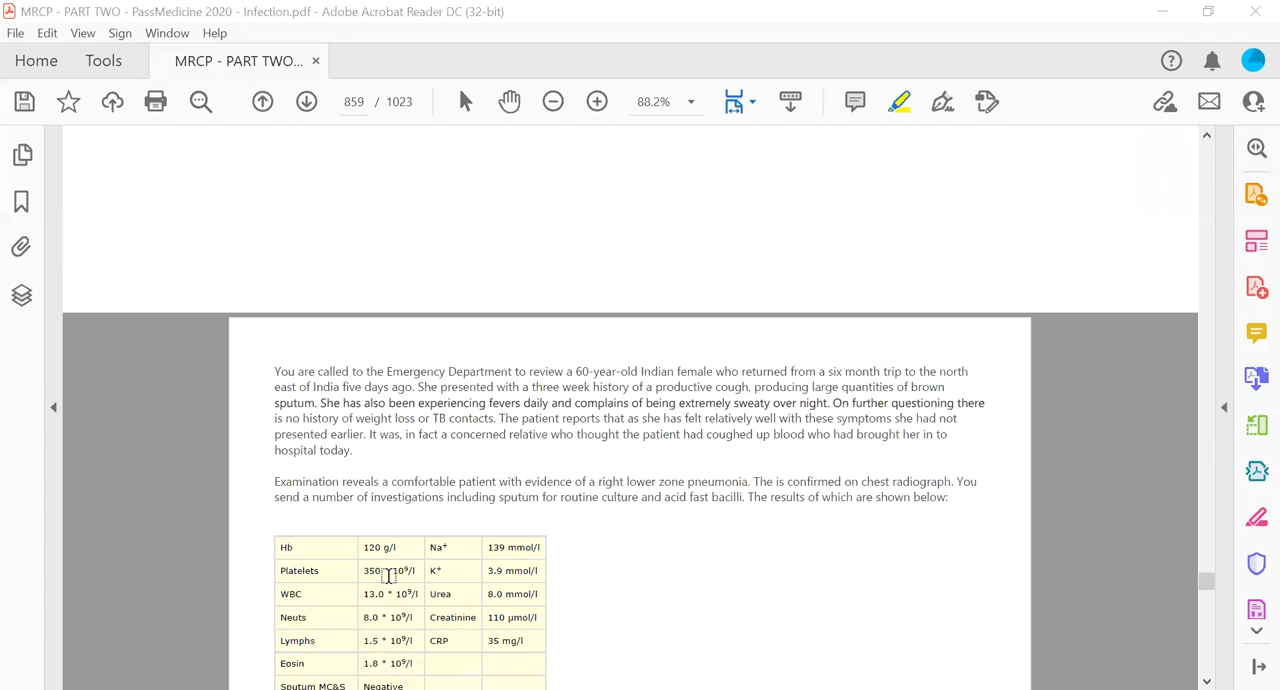 MRCP - PART TWO - PassMedicine 2020 - Infection.pdf - Adobe Acrobat Reader DC (32-bit)
File Edit View Sign Window Help
Home Tools MRCP - PART TWO... ×
859 / 1023 88.2%
You are called to the Emergency Department to review a 60-year-old Indian female who returned from a six month trip to the north
east of India five days ago. She presented with a three week history of a productive cough, producing large quantities of brown
sputum. She has also been experiencing fevers daily and complains of being extremely sweaty over night. On further questioning there
is no history of weight loss or TB contacts. The patient reports that as she has felt relatively well with these symptoms she had not
presented earlier. It was, in fact a concerned relative who thought the patient had coughed up blood who had brought her in to
hospital today.
Examination reveals a comfortable patient with evidence of a right lower zone pneumonia. The is confirmed on chest radiograph. You
send a number of investigations including sputum for routine culture and acid fast bacilli. The results of which are shown below:
Hb 120 g/l Na⁺ 139 mmol/l
Platelets 350 * 10⁹/l K⁺ 3.9 mmol/l
WBC 13.0 * 10⁹/l Urea 8.0 mmol/l
Neuts 8.0 * 10⁹/l Creatinine 110 µmol/l
Lymphs 1.5 * 10⁹/l CRP 35 mg/l
Eosin 1.8 * 10⁹/l
Sputum MC&S Negative